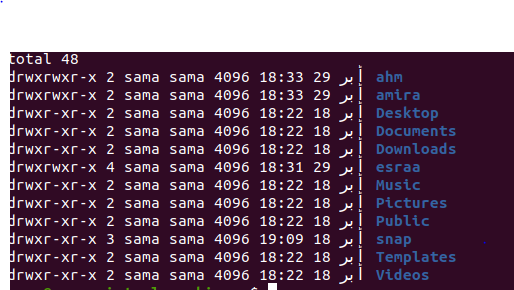 total 48
drwxrwxr-x 2 sama sama 4096 أبر 29 18:33 ahm
drwxrwxr-x 2 sama sama 4096 أبر 29 18:33 amira
drwxr-xr-x 2 sama sama 4096 أبر 18 18:22 Desktop
drwxr-xr-x 2 sama sama 4096 أبر 18 18:22 Documents
drwxr-xr-x 2 sama sama 4096 أبر 18 18:22 Downloads
drwxrwxr-x 4 sama sama 4096 أبر 29 18:31 esraa
drwxr-xr-x 2 sama sama 4096 أبر 18 18:22 Music
drwxr-xr-x 2 sama sama 4096 أبر 18 18:22 Pictures
drwxr-xr-x 2 sama sama 4096 أبر 18 18:22 Public
drwxr-xr-x 3 sama sama 4096 أبر 18 19:09 snap
drwxr-xr-x 2 sama sama 4096 أبر 18 18:22 Templates
drwxr-xr-x 2 sama sama 4096 أبر 18 18:22 Videos